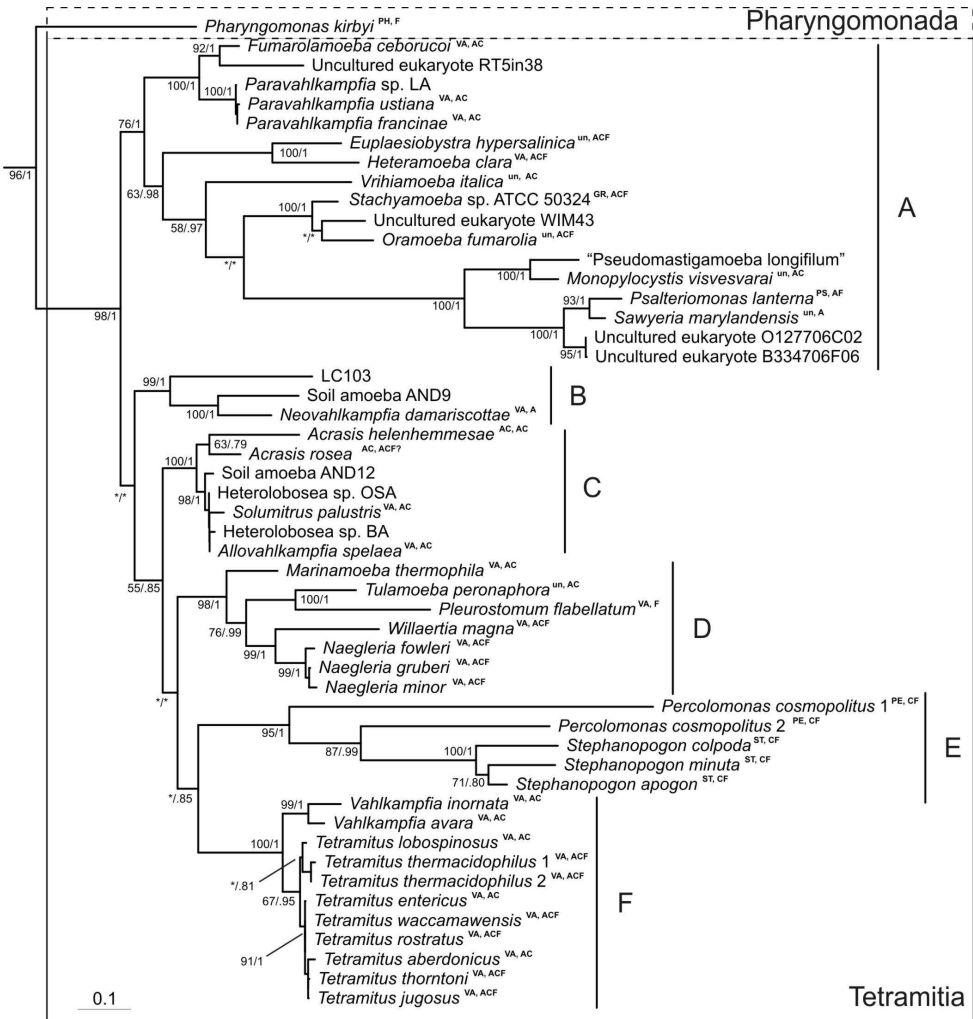 Pharyngomonada
Pharyngomonas kirbyi PH, F
Fumarolamoeba ceborucoi VA, AC
92/1
Uncultured eukaryote RT5in38
100/1
100/1
Paravahlkampfia sp. LA
Paravahlkampfia ustiana VA, AC
Paravahlkampfia francinae VA, AC
76/1
Euplaesiobystra hypersalinica un, ACF
100/1
Heteramoeba clara VA, ACF
96/1
63/.98
Vrihiamoeba italica un, AC
Stachyamoeba sp. ATCC 50324 GR, ACF
100/1
A
58/.97
Uncultured eukaryote WIM43
*/*
Oramoeba fumarolia un, ACF
*/*
“Pseudomastigamoeba longifilum”
100/1
Monopylocystis visvesvarai un, AC
100/1
Psalteriomonas lanterna PS, AF
93/1
98/1
Sawyeria marylandensis un, A
100/1
Uncultured eukaryote O127706C02
95/1
Uncultured eukaryote B334706F06
LC103
99/1
Soil amoeba AND9
B
100/1
Neovahlkampfia damariscottae VA, A
Acrasis helenhemmesae AC, AC
63/.79
Acrasis rosea AC, ACF?
100/1
Soil amoeba AND12
*/*
98/1
Heterolobosea sp. OSA
C
Solumitrus palustris VA, AC
Heterolobosea sp. BA
Allovahlkampfia spelaea VA, AC
55/.85
Marinamoeba thermophila VA, AC
98/1
Tulamoeba peronaphora un, AC
100/1
Pleurostomum flabellatum VA, F
76/.99
Willaertia magna VA, ACF
D
99/1
Naegleria fowleri VA, ACF
99/1
Naegleria gruberi VA, ACF
Naegleria minor VA, ACF
*/*
Percolomonas cosmopolitus 1 PE, CF
95/1
Percolomonas cosmopolitus 2 PE, CF
87/.99
100/1
Stephanopogon colpoda ST, CF
E
Stephanopogon minuta ST, CF
71/.80
Stephanopogon apogon ST, CF
*/.85
99/1
Vahlkampfia inornata VA, AC
Vahlkampfia avara VA, AC
100/1
Tetramitus lobospinosus VA, AC
Tetramitus thermacidophilus 1 VA, ACF
*/.81
Tetramitus thermacidophilus 2 VA, ACF
67/.95
Tetramitus entericus VA, AC
F
Tetramitus waccamawensis VA, ACF
Tetramitus rostratus VA, ACF
91/1
Tetramitus aberdonicus VA, AC
Tetramitus thorntoni VA, ACF
Tetramitus jugosus VA, ACF
0.1
Tetramitia